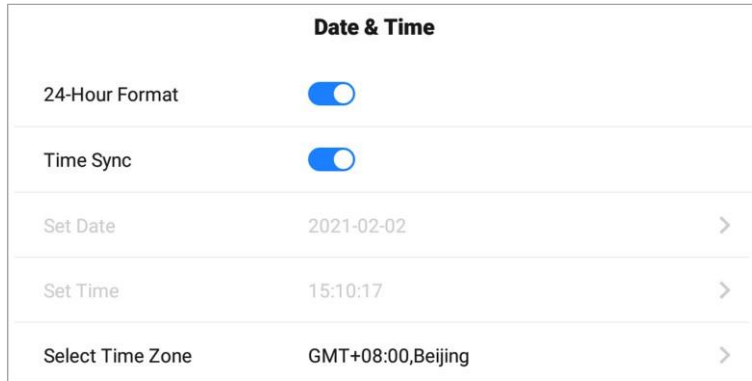 Date & Time
24-Hour Format
Time Sync
Set Date 2021-02-02
Set Time 15:10:17
Select Time Zone GMT+08:00,Beijing